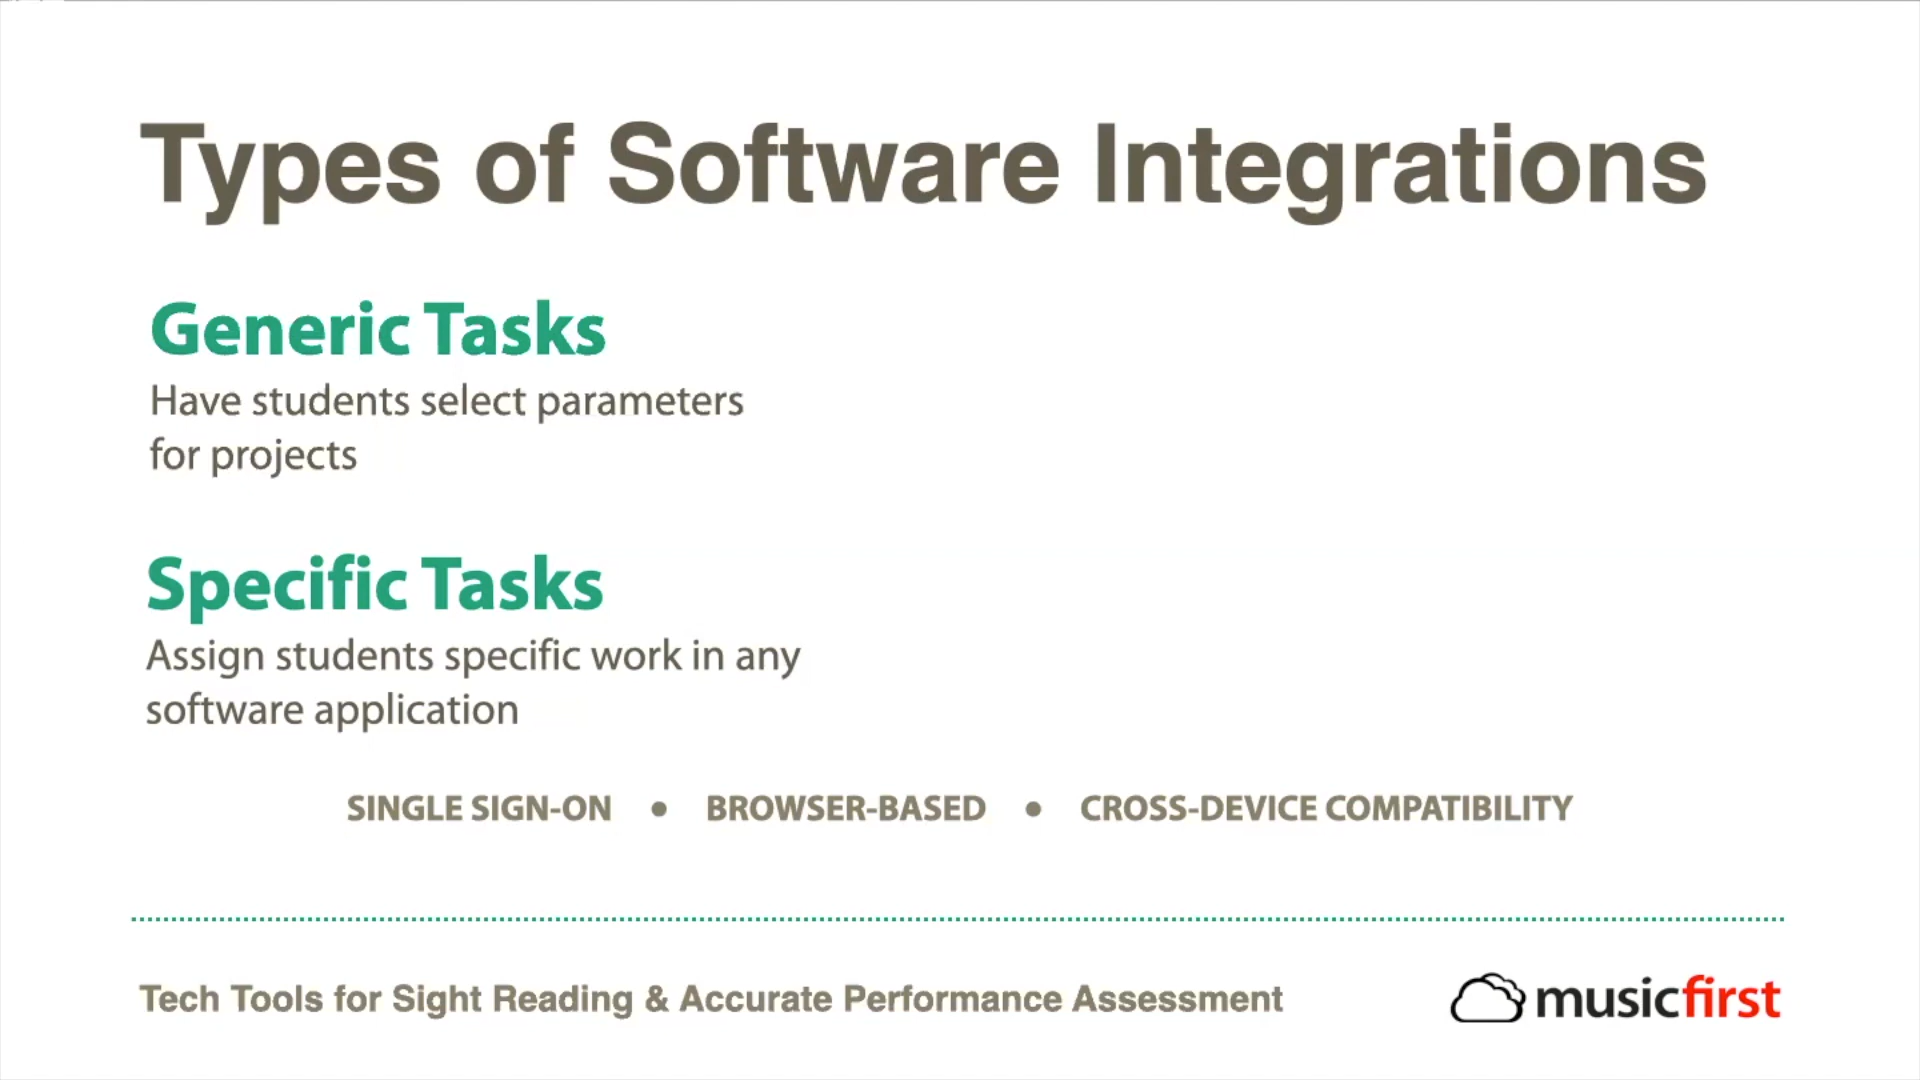 Types of Software Integrations
Generic Tasks
Have students select parameters
for projects
Specific Tasks
Assign students specific work in any
software application
SINGLE SIGN-ON • BROWSER-BASED • CROSS-DEVICE COMPATIBILITY
Tech Tools for Sight Reading & Accurate Performance Assessment
musicfirst